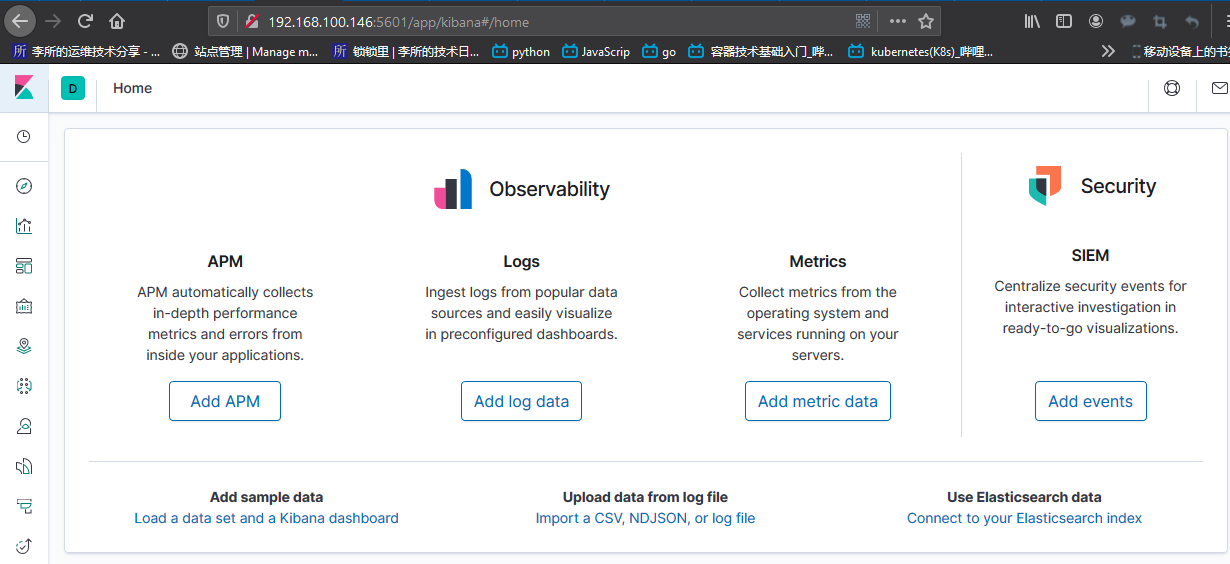 192.168.100.146:5601/app/kibana#/home
李所的运维技术分享 - ...
站点管理 | Manage m...
锁锁里 | 李所的技术日...
python
JavaScrip
go
容器技术基础入门_哔...
kubernetes(K8s)_哔哩...
移动设备上的书
D
Home
Observability
Security
APM
APM automatically collects
in-depth performance
metrics and errors from
inside your applications.
Add APM
Logs
Ingest logs from popular data
sources and easily visualize
in preconfigured dashboards.
Add log data
Metrics
Collect metrics from the
operating system and
services running on your
servers.
Add metric data
SIEM
Centralize security events for
interactive investigation in
ready-to-go visualizations.
Add events
Add sample data
Load a data set and a Kibana dashboard
Upload data from log file
Import a CSV, NDJSON, or log file
Use Elasticsearch data
Connect to your Elasticsearch index